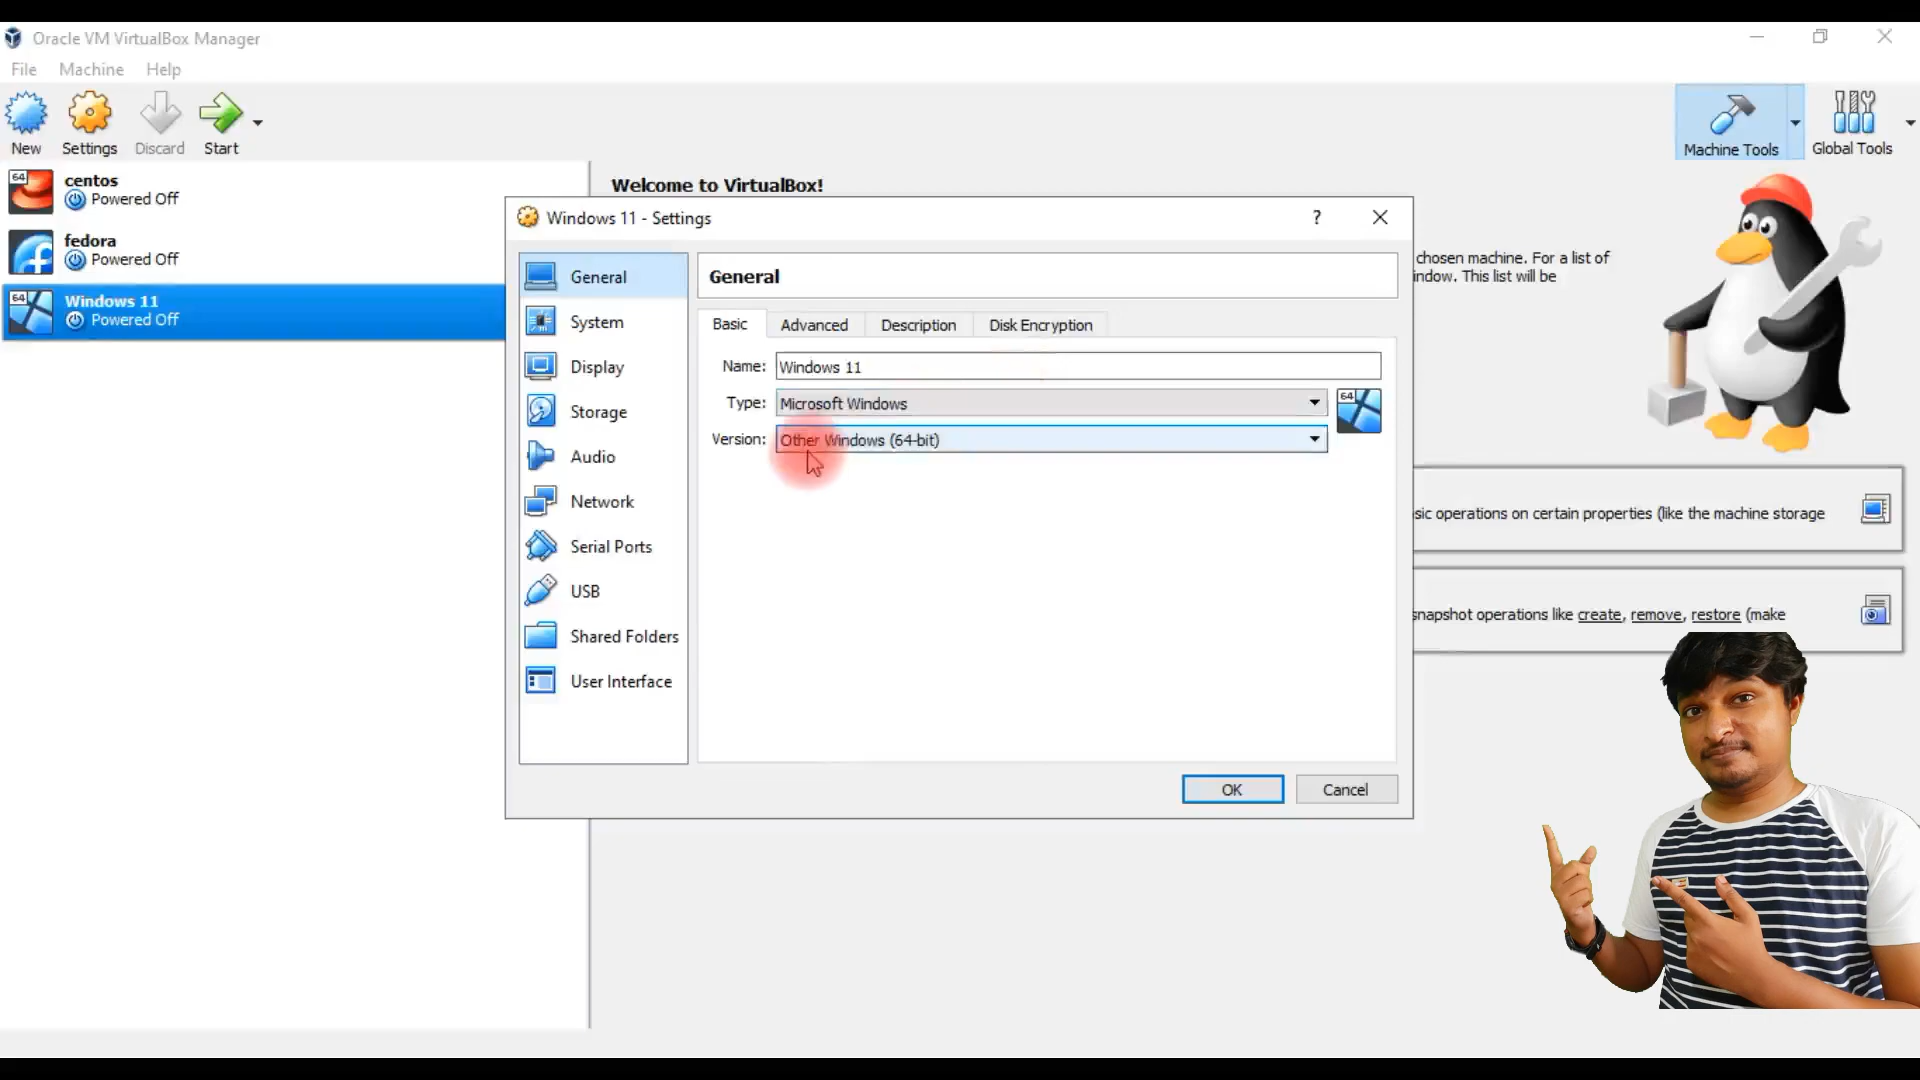 Oracle VM VirtualBox Manager
File Machine Help
New Settings Discard Start
Machine Tools Global Tools
64
centos
Powered Off
fedora
Powered Off
64
Windows 11
Powered Off
Welcome to VirtualBox!
chosen machine. For a list of
indow. This list will be
sic operations on certain properties (like the machine storage
snapshot operations like create, remove, restore (make
Windows 11 - Settings ?
General
System
Display
Storage
Audio
Network
Serial Ports
USB
Shared Folders
User Interface
General
Basic Advanced Description Disk Encryption
Name: Windows 11
Type: Microsoft Windows
64
Version: Other Windows (64-bit)
OK Cancel